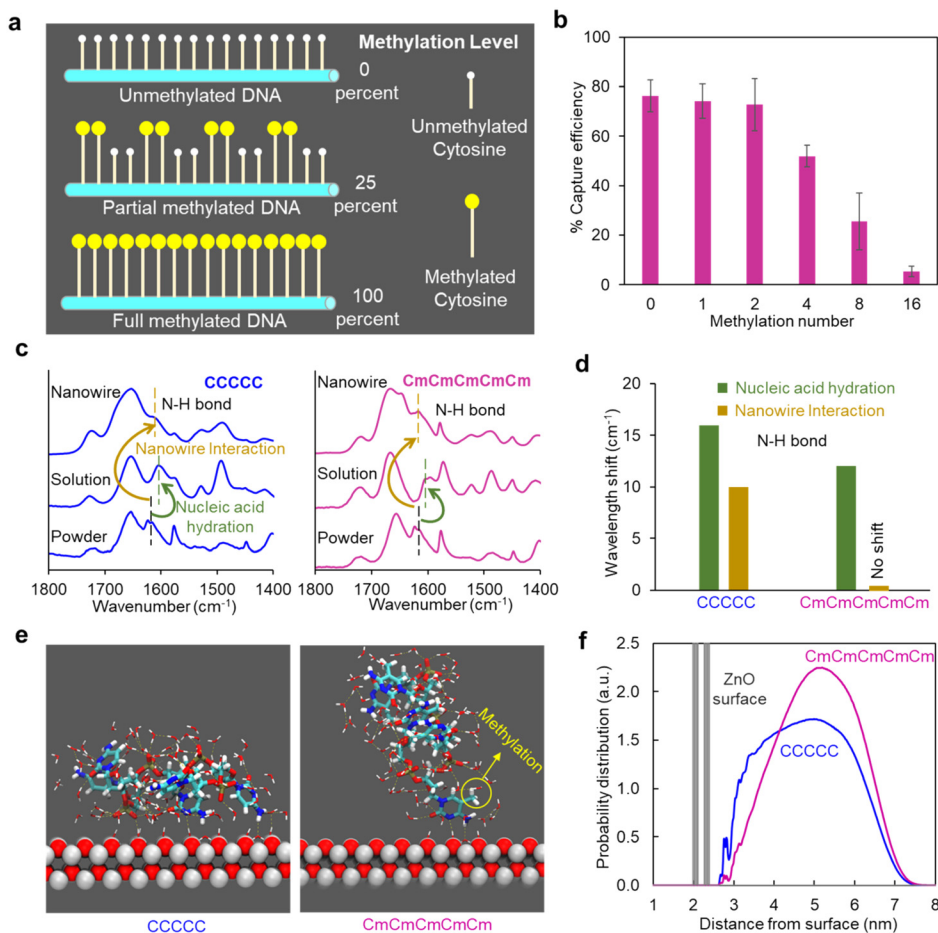 a
Methylation Level
0
percent
Unmethylated DNA
Unmethylated
Cytosine
25
percent
Partial methylated DNA
100
percent
Full methylated DNA
Methylated
Cytosine
b
% Capture efficiency
100
80
60
40
20
0
0 1 2 4 8 16
Methylation number
c
Nanowire
CCCCC
N-H bond
Nanowire Interaction
Solution
Nucleic acid
hydration
Powder
1800 1700 1600 1500 1400
Wavenumber (cm⁻¹)
Nanowire
CmCmCmCmCm
N-H bond
Solution
Powder
1800 1700 1600 1500 1400
Wavenumber (cm⁻¹)
d
Wavelength shift (cm⁻¹)
20
15
10
5
0
Nucleic acid hydration
Nanowire Interaction
N-H bond
No shift
CCCCC
CmCmCmCmCm
e
Methylation
CCCCC
CmCmCmCmCm
f
Probability distribution (a.u.)
2.5
2.0
1.5
1.0
0.5
0.0
CmCmCmCmCm
ZnO
surface
CCCCC
1 2 3 4 5 6 7 8
Distance from surface (nm)